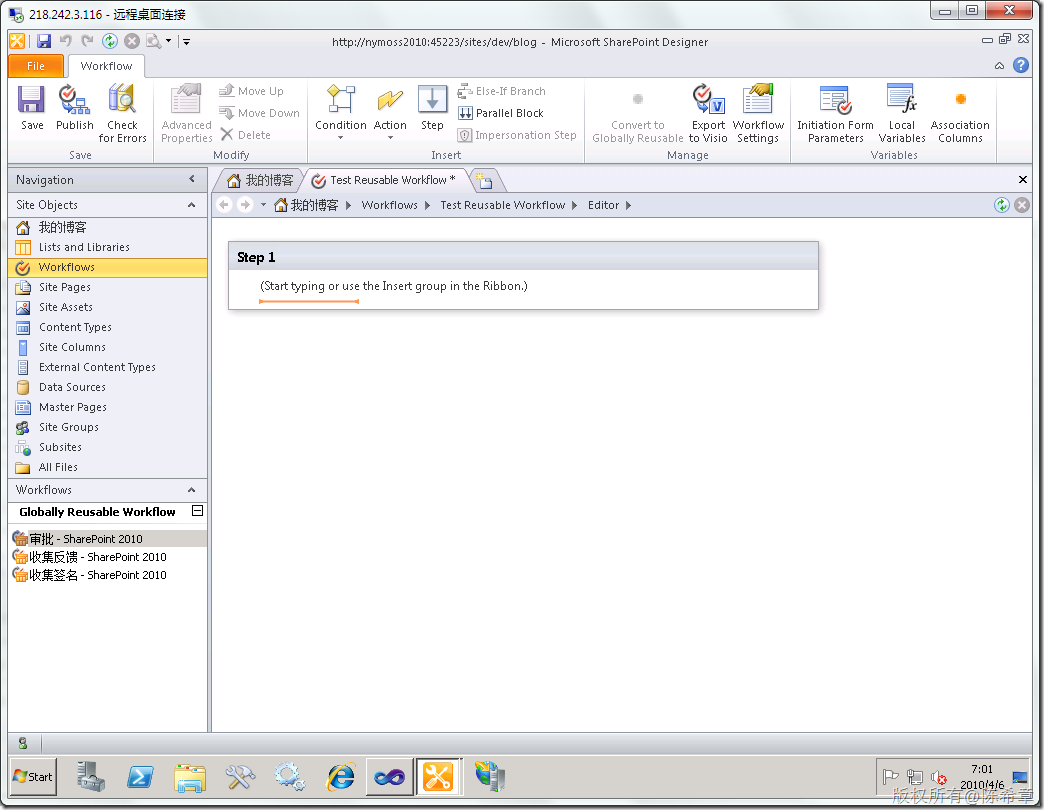 218.242.3.116 - 远程桌面连接
http://nymoss2010:45223/sites/dev/blog - Microsoft SharePoint Designer
File Workflow
Save Publish Check for Errors
Save
Advanced Properties Move Up Move Down Delete
Modify
Condition Action Step Else-If Branch Parallel Block Impersonation Step
Insert
Convert to Globally Reusable Export to Visio Workflow Settings
Manage
Initiation Form Parameters Local Variables Association Columns
Variables
Navigation
我的博客 Test Reusable Workflow *
我的博客 Workflows Test Reusable Workflow Editor
Site Objects
我的博客
Lists and Libraries
Workflows
Site Pages
Site Assets
Content Types
Site Columns
External Content Types
Data Sources
Master Pages
Site Groups
Subsites
All Files
Workflows
Globally Reusable Workflow
审批 - SharePoint 2010
收集反馈 - SharePoint 2010
收集签名 - SharePoint 2010
Step 1
(Start typing or use the Insert group in the Ribbon.)
Start
7:01
2010/4/6
版权所有@陈希章